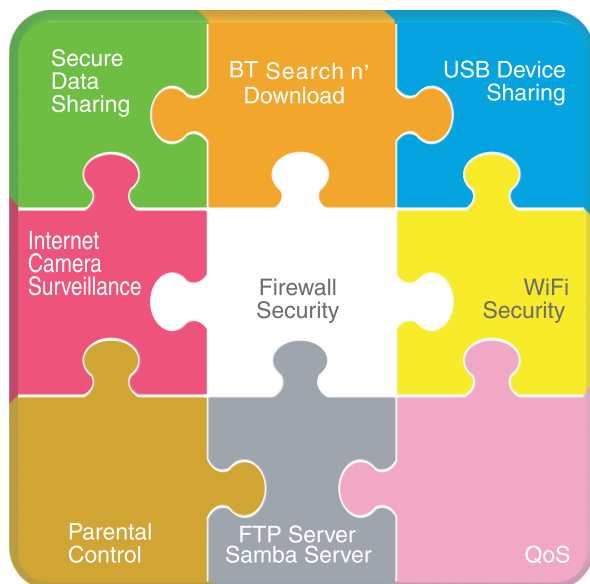 Secure
Data
Sharing
BT Search n’
Download
USB Device
Sharing
Internet
Camera
Surveillance
Firewall
Security
WiFi
Security
Parental
Control
FTP Server
Samba Server
QoS